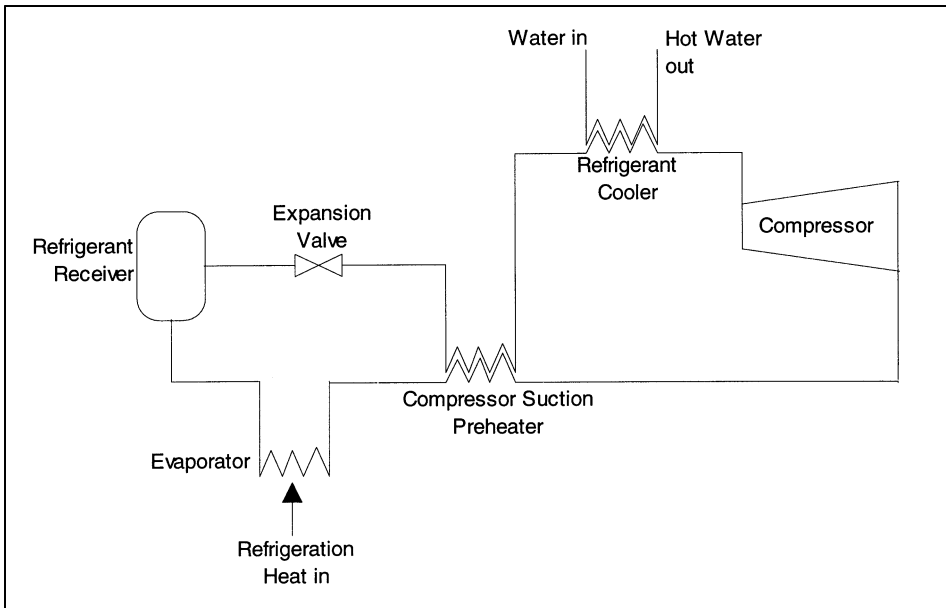 Water in
Hot Water
out
Refrigerant
Cooler
Compressor
Expansion
Valve
Refrigerant
Receiver
Compressor Suction
Preheater
Evaporator
Refrigeration
Heat in